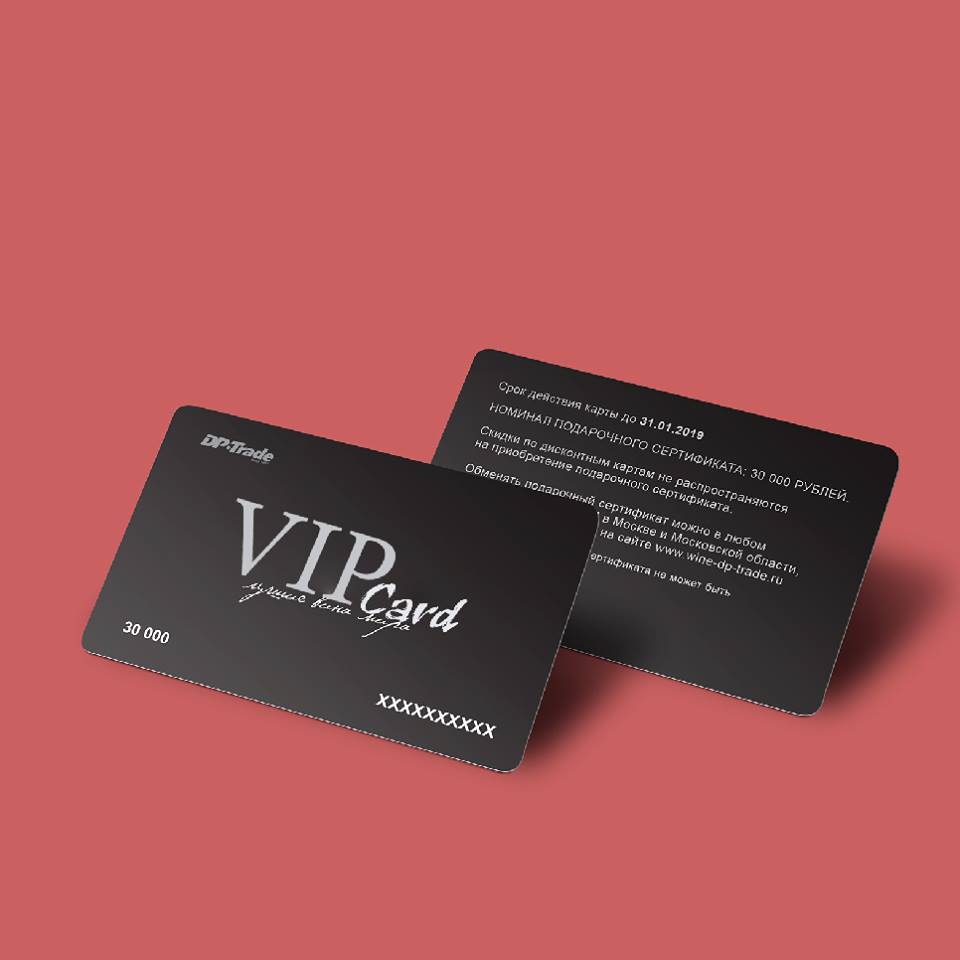 DP-Trade
VIP
Card
лучшие вина мира
30 000
XXXXXXXXXX
Срок действия карты до 31.01.2019
НОМИНАЛ ПОДАРОЧНОГО СЕРТИФИКАТА: 30 000 РУБЛЕЙ.
Скидки по дисконтным картам не распространяются
на приобретение подарочного сертификата.
Обменять подарочный сертификат можно в любом
в Москве и Московской области,
на сайте www.wine-dp-trade.ru
сертификата не может быть